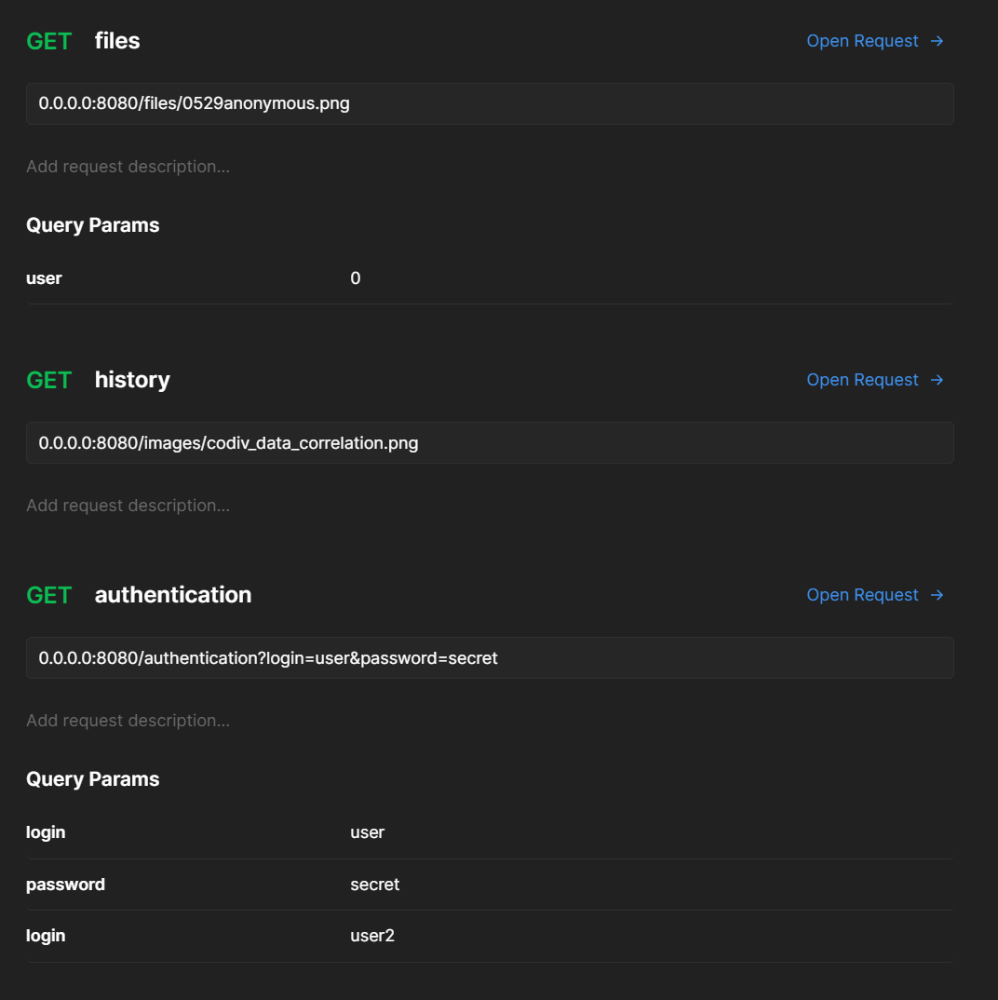 GET files Open Request →
0.0.0.0:8080/files/0529anonymous.png
Add request description...
Query Params
user 0
GET history Open Request →
0.0.0.0:8080/images/codiv_data_correlation.png
Add request description...
GET authentication Open Request →
0.0.0.0:8080/authentication?login=user&password=secret
Add request description...
Query Params
login user
password secret
login user2